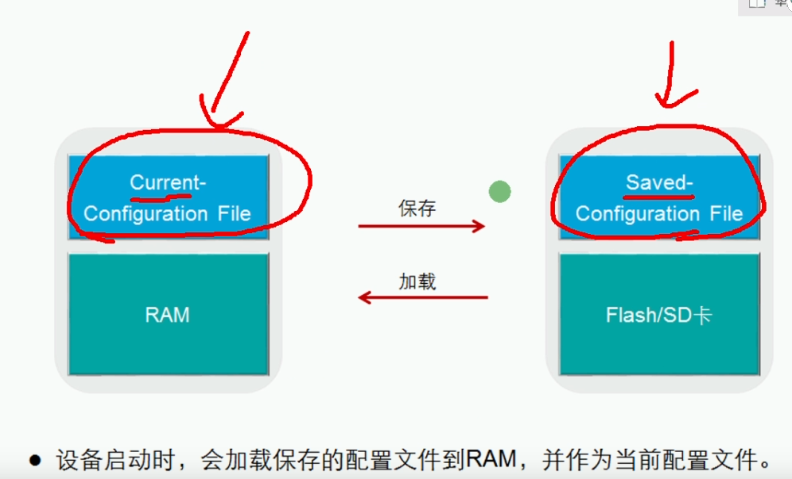 Current-
Configuration File
RAM
保存
加载
Saved-
Configuration File
Flash/SD卡
● 设备启动时，会加载保存的配置文件到RAM，并作为当前配置文件。